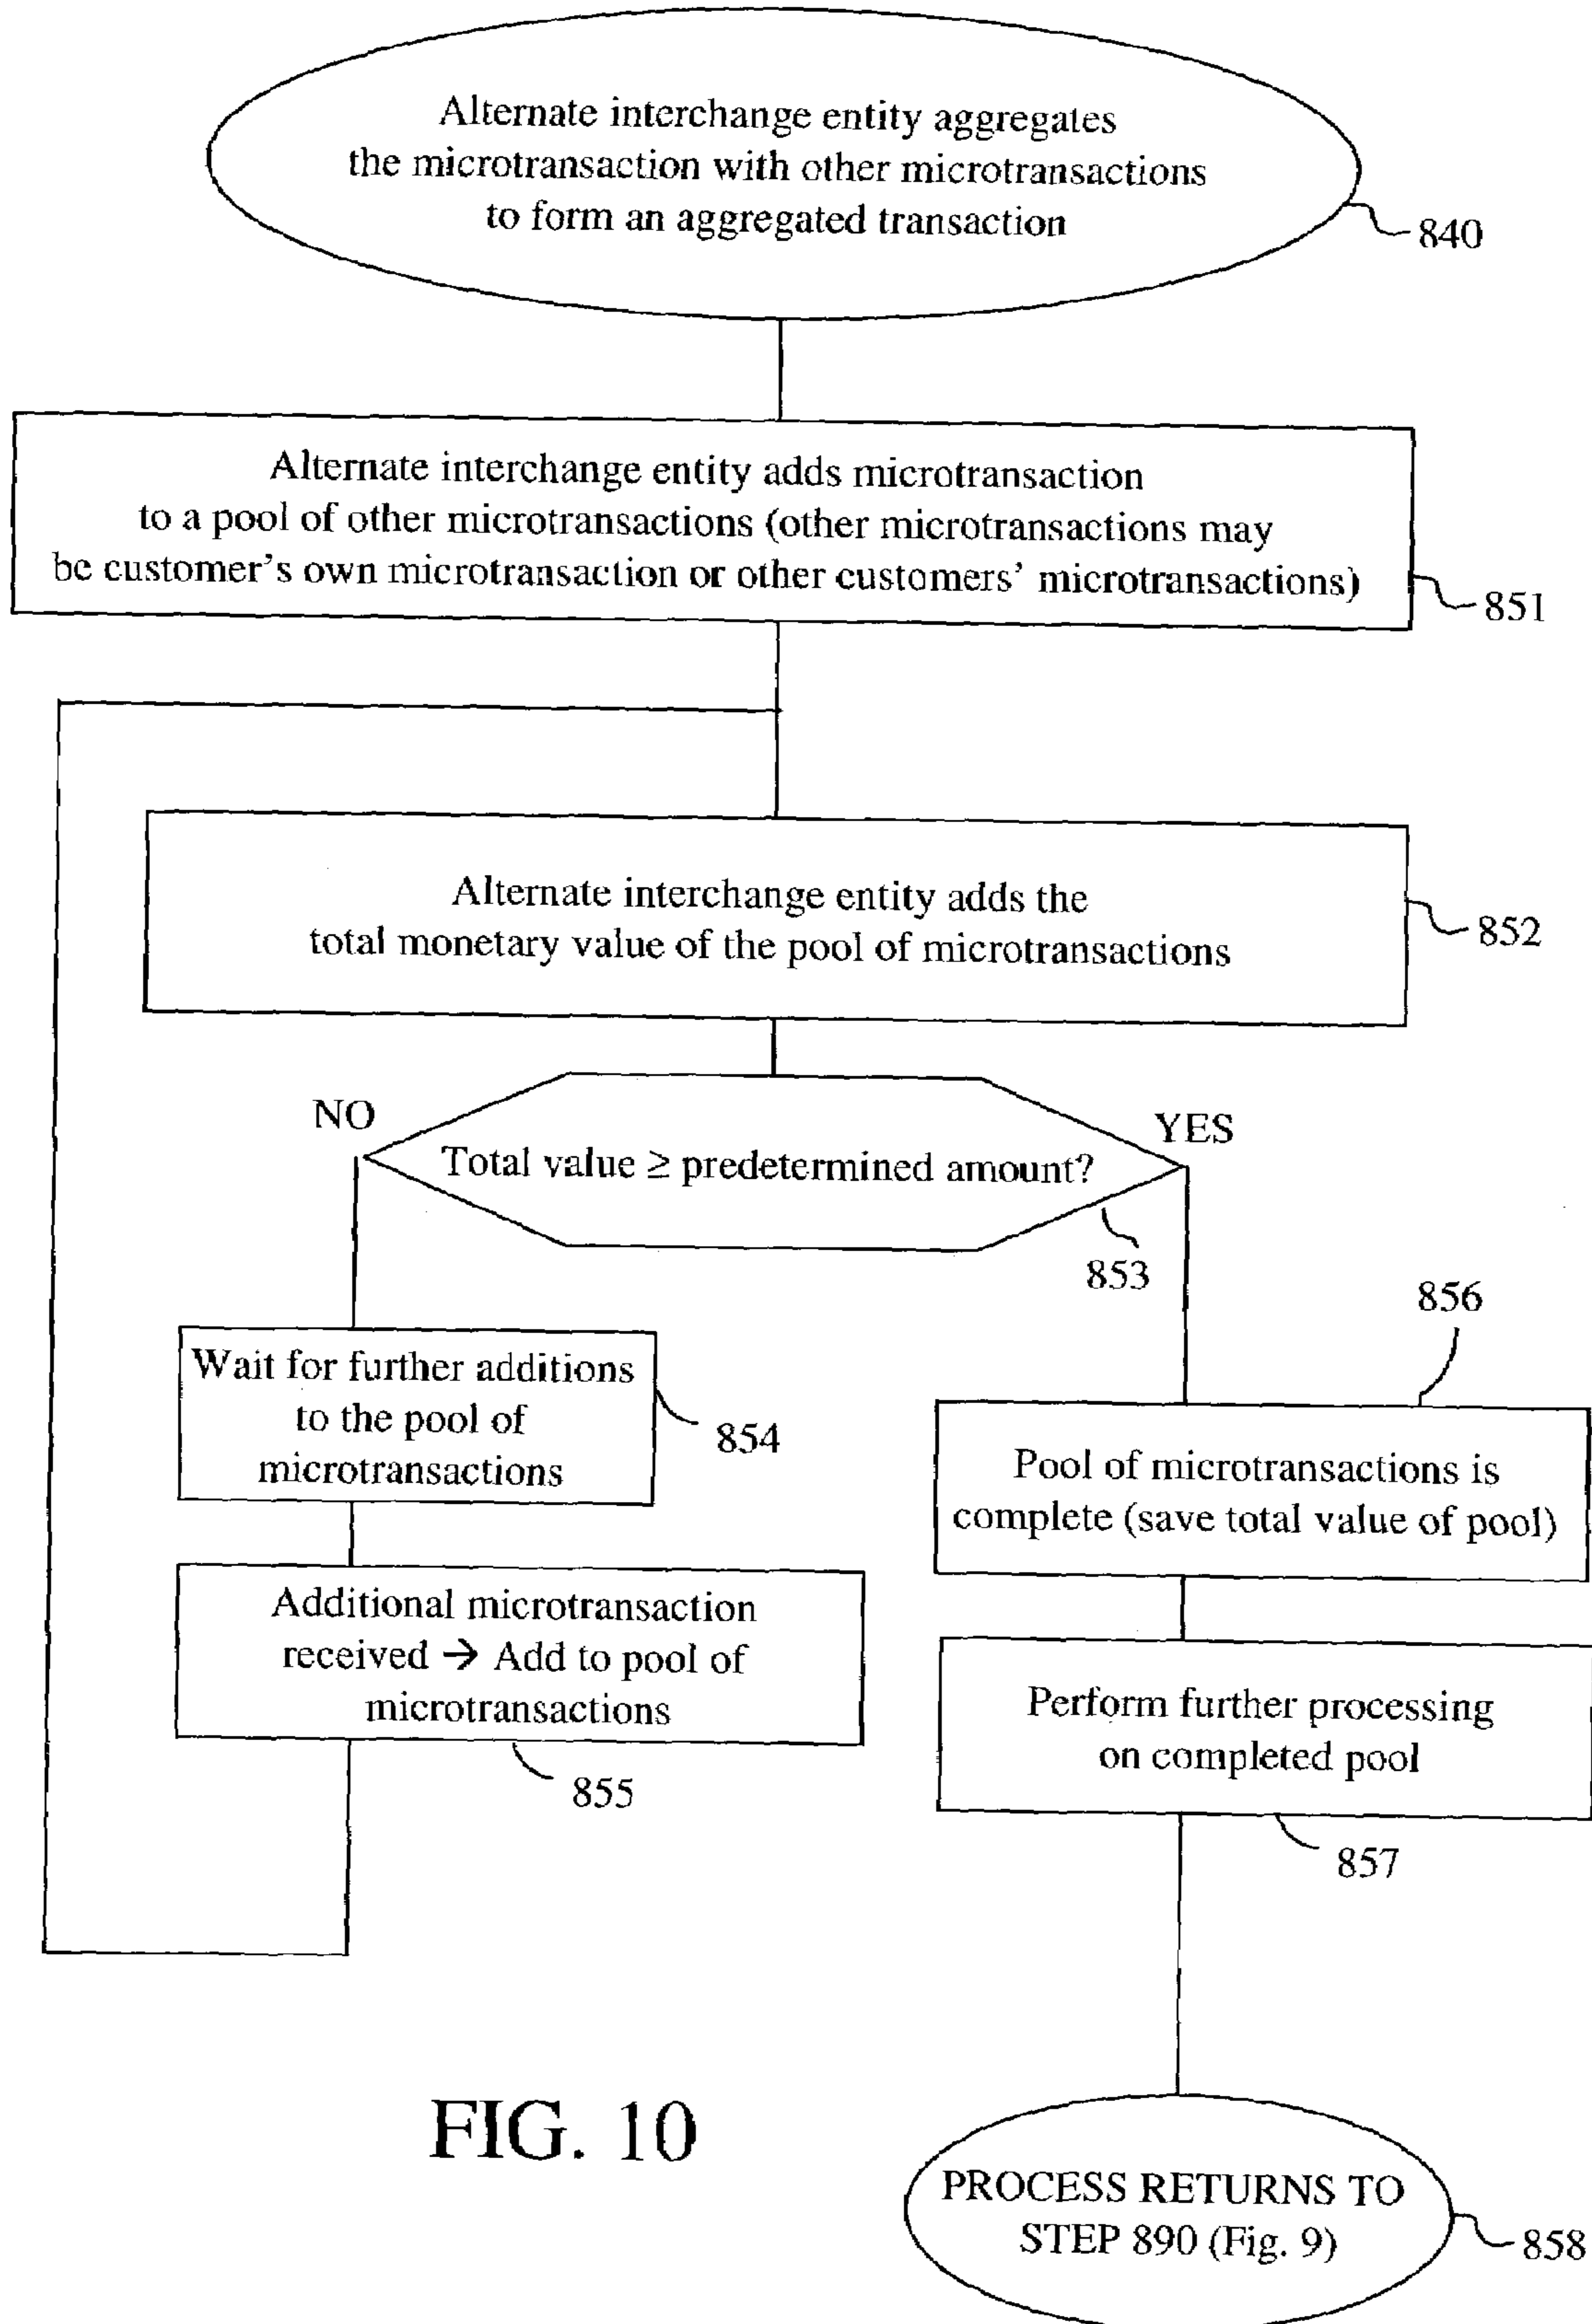 Alternate interchange entity aggregates
the microtransaction with other microtransactions
to form an aggregated transaction
840
Alternate interchange entity adds microtransaction
to a pool of other microtransactions (other microtransactions may
be customer's own microtransaction or other customers' microtransactions)
851
Alternate interchange entity adds the
total monetary value of the pool of microtransactions
852
NO
YES
Total value ≥ predetermined amount?
853
Wait for further additions
to the pool of
microtransactions
854
Additional microtransaction
received → Add to pool of
microtransactions
855
856
Pool of microtransactions is
complete (save total value of pool)
Perform further processing
on completed pool
857
FIG. 10
PROCESS RETURNS TO
STEP 890 (Fig. 9)
858